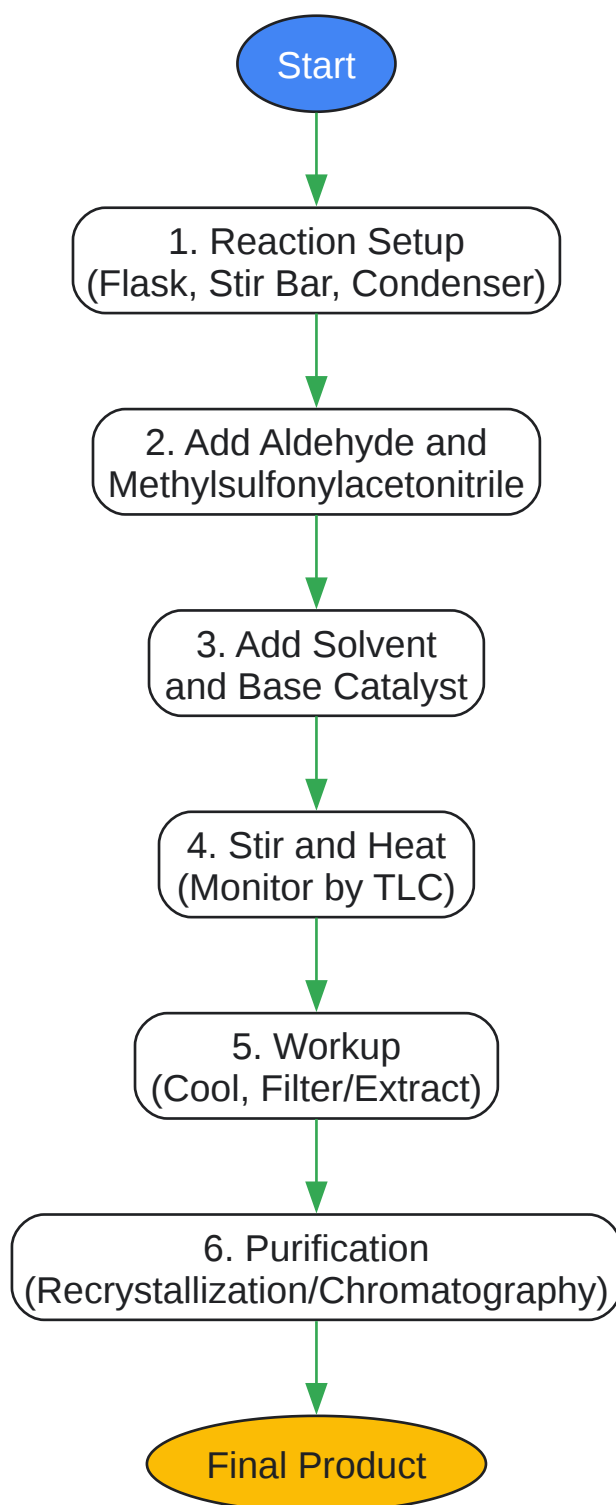 Start
1. Reaction Setup
(Flask, Stir Bar, Condenser)
2. Add Aldehyde and
Methylsulfonylacetonitrile
3. Add Solvent
and Base Catalyst
4. Stir and Heat
(Monitor by TLC)
5. Workup
(Cool, Filter/Extract)
6. Purification
(Recrystallization/Chromatography)
Final Product